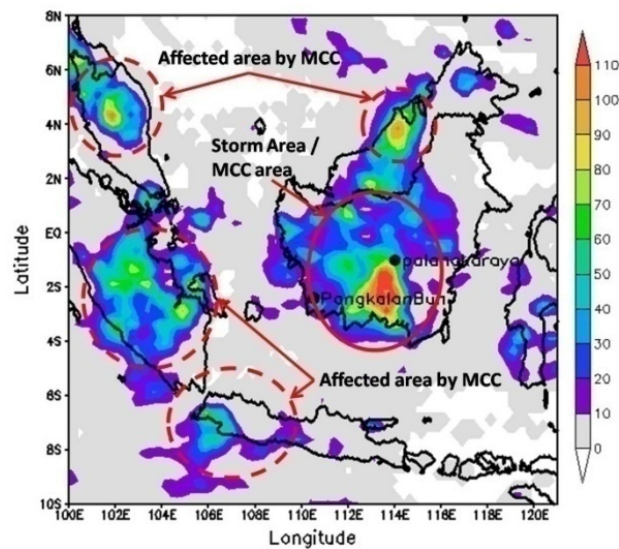 8N
6N
4N
2N
EQ
2S
4S
6S
8S
10S
Latitude
Affected area by MCC
Storm Area /
MCC area
palangkaraya
PangkalanBun
Affected area by MCC
100E 102E 104E 106E 108E 110E 112E 114E 116E 118E 120E
Longitude
110
100
90
80
70
60
50
40
30
20
10
0